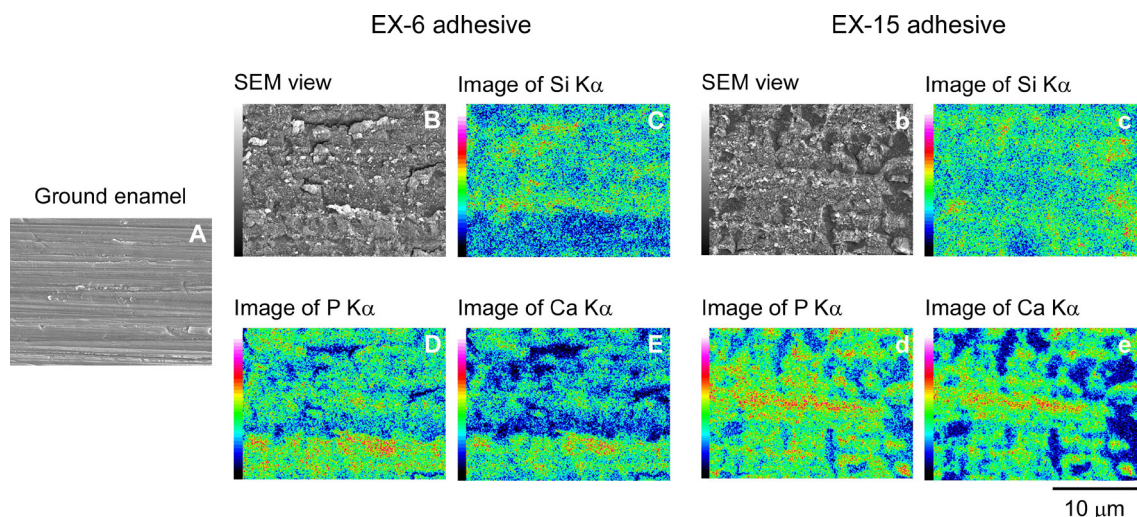 EX-6 adhesive
EX-15 adhesive
SEM view
Image of Si Kα
SEM view
Image of Si Kα
B
C
b
c
Ground enamel
A
Image of P Kα
Image of Ca Kα
Image of P Kα
Image of Ca Kα
D
E
d
e
10 μm